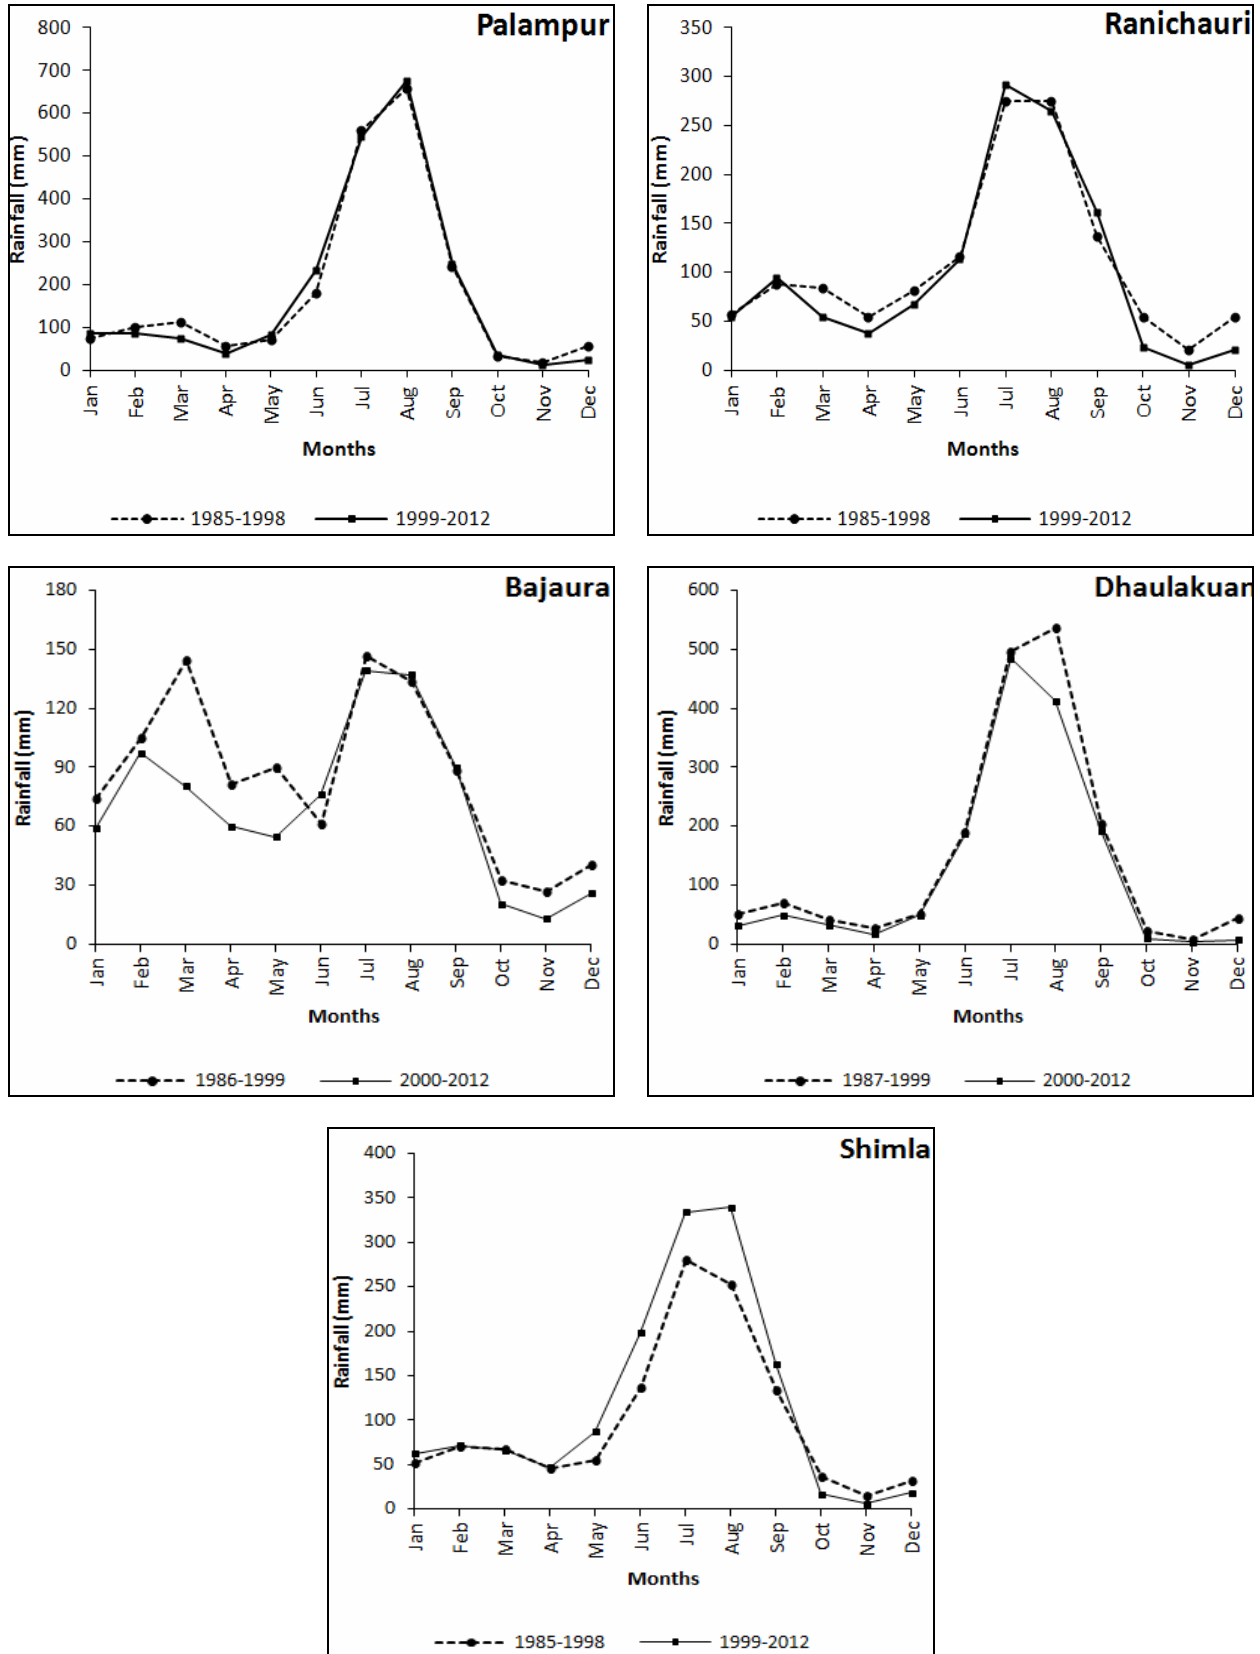 Palampur
800
700
600
500
400
300
200
100
0
Rainfall (mm)
Jan Feb Mar Apr May Jun Jul Aug Sep Oct Nov Dec
Months
1985-1998 1999-2012
Ranichauri
350
300
250
200
150
100
50
0
Rainfall (mm)
Jan Feb Mar Apr May Jun Jul Aug Sep Oct Nov Dec
Months
1985-1998 1999-2012
Bajaura
180
150
120
90
60
30
0
Rainfall (mm)
Jan Feb Mar Apr May Jun Jul Aug Sep Oct Nov Dec
Months
1986-1999 2000-2012
Dhaulakuan
600
500
400
300
200
100
0
Rainfall (mm)
Jan Feb Mar Apr May Jun Jul Aug Sep Oct Nov Dec
Months
1987-1999 2000-2012
Shimla
400
350
300
250
200
150
100
50
0
Rainfall (mm)
Jan Feb Mar Apr May Jun Jul Aug Sep Oct Nov Dec
Months
1985-1998 1999-2012